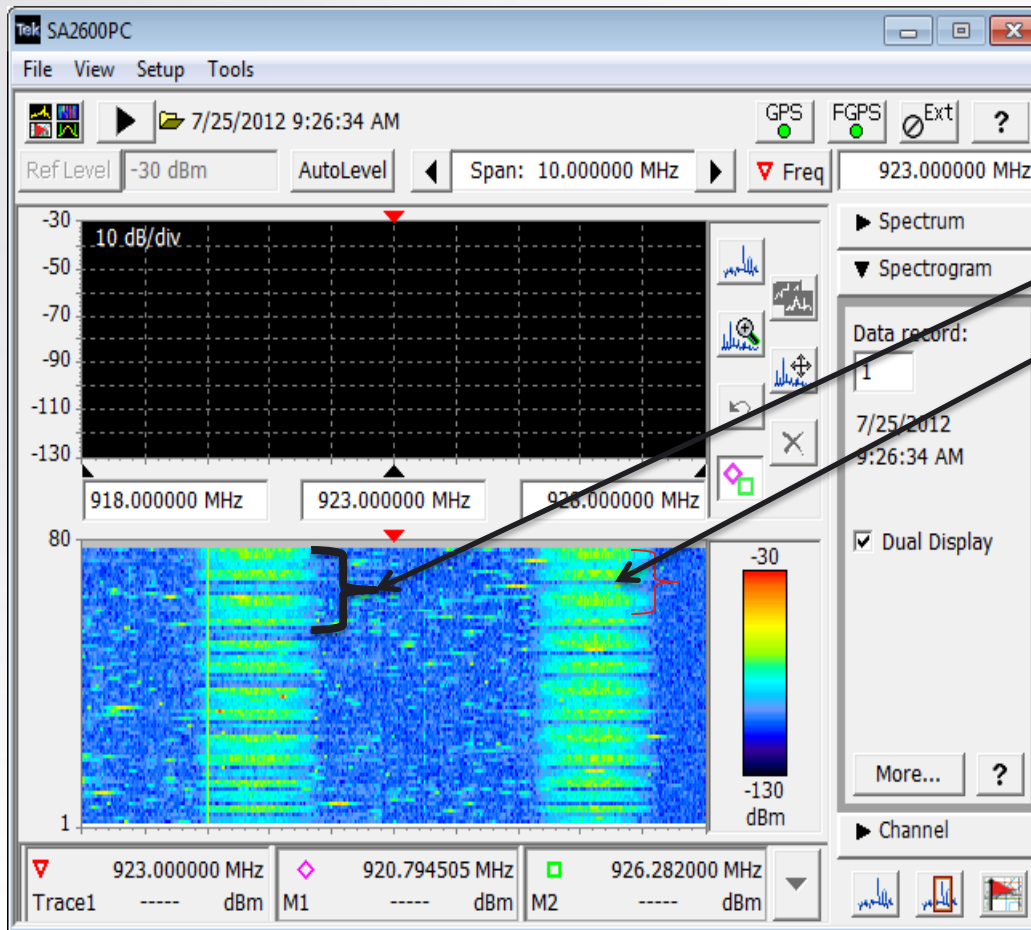 Tek SA2600PC
File View Setup Tools
7/25/2012 9:26:34 AM
GPS FGPS Ext ?
Ref Level -30 dBm AutoLevel Span: 10.000000 MHz Freq 923.000000 MHz
-30
10 dB/div
-50
-70
-90
-110
-130
918.000000 MHz 923.000000 MHz 928.000000 MHz
80
1
-30
-130
dBm
Spectrum
Spectrogram
Data record:
1
7/25/2012
9:26:34 AM
Dual Display
More... ?
Channel
923.000000 MHz 920.794505 MHz 926.282000 MHz
Trace1 ----- dBm M1 ----- dBm M2 ----- dBm